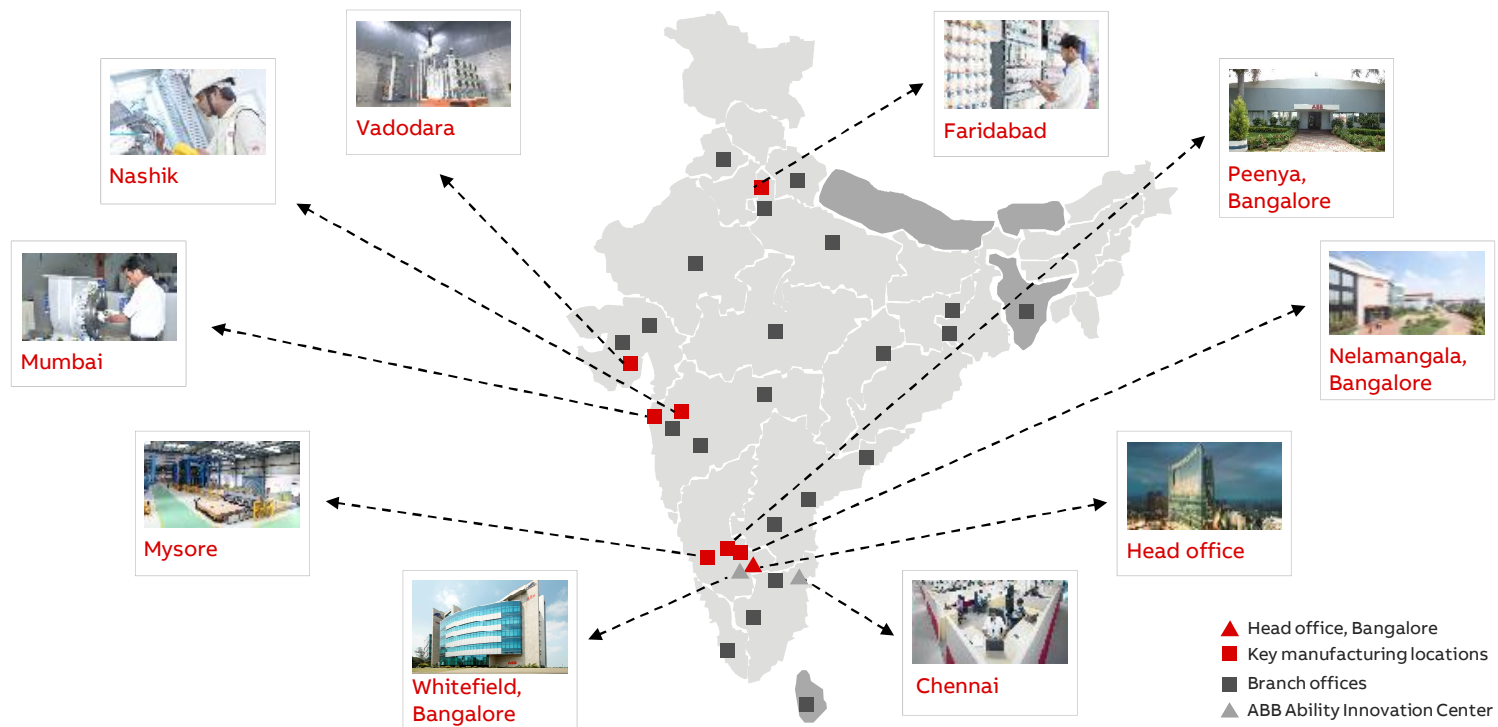 Vadodara
Faridabad
Nashik
Peenya,
Bangalore
ABB
Mumbai
Nelamangala,
Bangalore
Mysore
Head office
Whitefield,
Bangalore
Chennai
Head office, Bangalore
Key manufacturing locations
Branch offices
ABB Ability Innovation Center